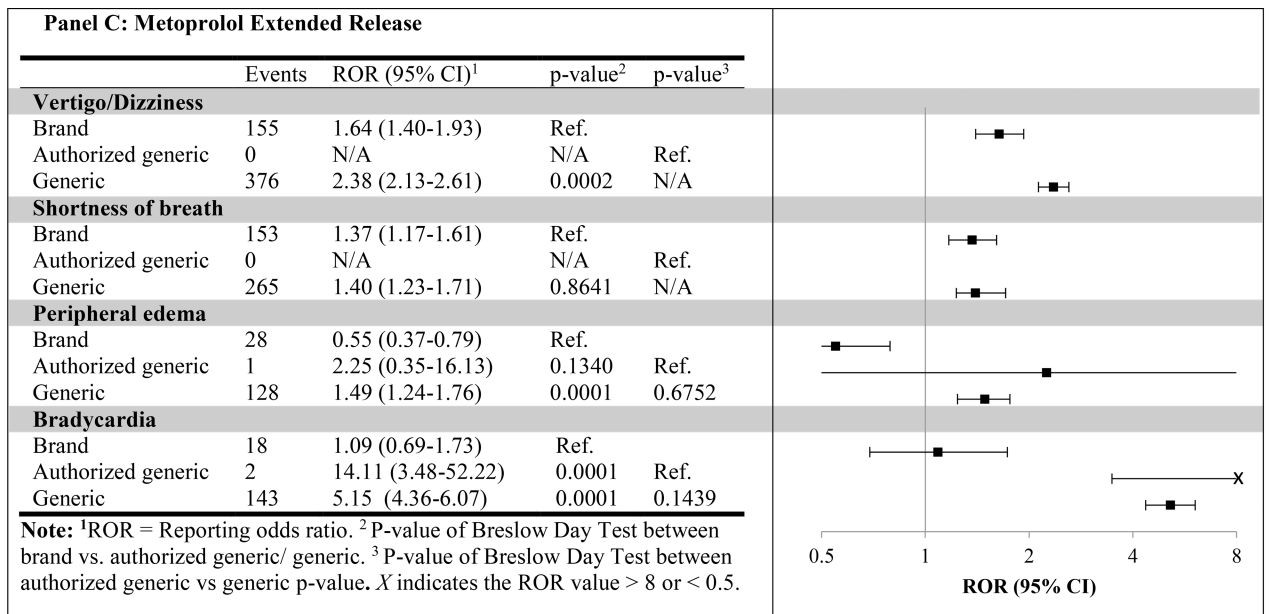 Panel C: Metoprolol Extended Release
Events ROR (95% CI)1 p-value2 p-value3
Vertigo/Dizziness
Brand 155 1.64 (1.40-1.93) Ref.
Authorized generic 0 N/A N/A Ref.
Generic 376 2.38 (2.13-2.61) 0.0002 N/A
Shortness of breath
Brand 153 1.37 (1.17-1.61) Ref.
Authorized generic 0 N/A N/A Ref.
Generic 265 1.40 (1.23-1.71) 0.8641 N/A
Peripheral edema
Brand 28 0.55 (0.37-0.79) Ref.
Authorized generic 1 2.25 (0.35-16.13) 0.1340 Ref.
Generic 128 1.49 (1.24-1.76) 0.0001 0.6752
Bradycardia
Brand 18 1.09 (0.69-1.73) Ref.
Authorized generic 2 14.11 (3.48-52.22) 0.0001 Ref.
X
Generic 143 5.15 (4.36-6.07) 0.0001 0.1439
Note: 1ROR = Reporting odds ratio. 2 P-value of Breslow Day Test between
brand vs. authorized generic/ generic. 3 P-value of Breslow Day Test between
authorized generic vs generic p-value. X indicates the ROR value > 8 or < 0.5.
0.5 1 2 4 8
ROR (95% CI)